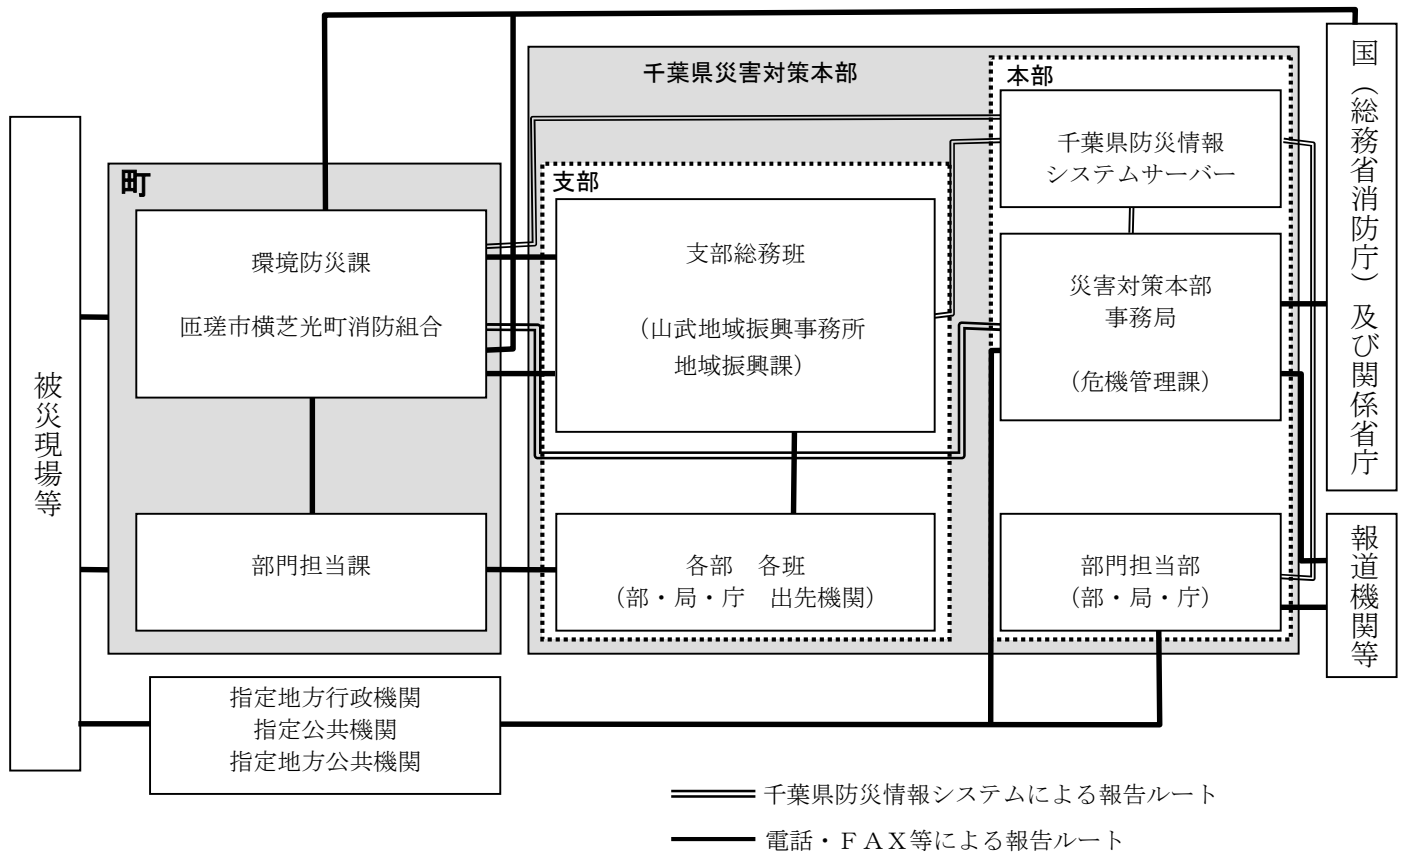 千葉県災害対策本部
本部
千葉県防災情報
システムサーバー
国（総務省消防庁）及び関係省庁
町
支部
環境防災課
匝瑳市横芝光町消防組合
支部総務班
（山武地域振興事務所
地域振興課）
災害対策本部
事務局
（危機管理課）
被災現場等
部門担当課
各部　各班
（部・局・庁　出先機関）
部門担当部
（部・局・庁）
報道機関等
指定地方行政機関
指定公共機関
指定地方公共機関
千葉県防災情報システムによる報告ルート
電話・ＦＡＸ等による報告ルート